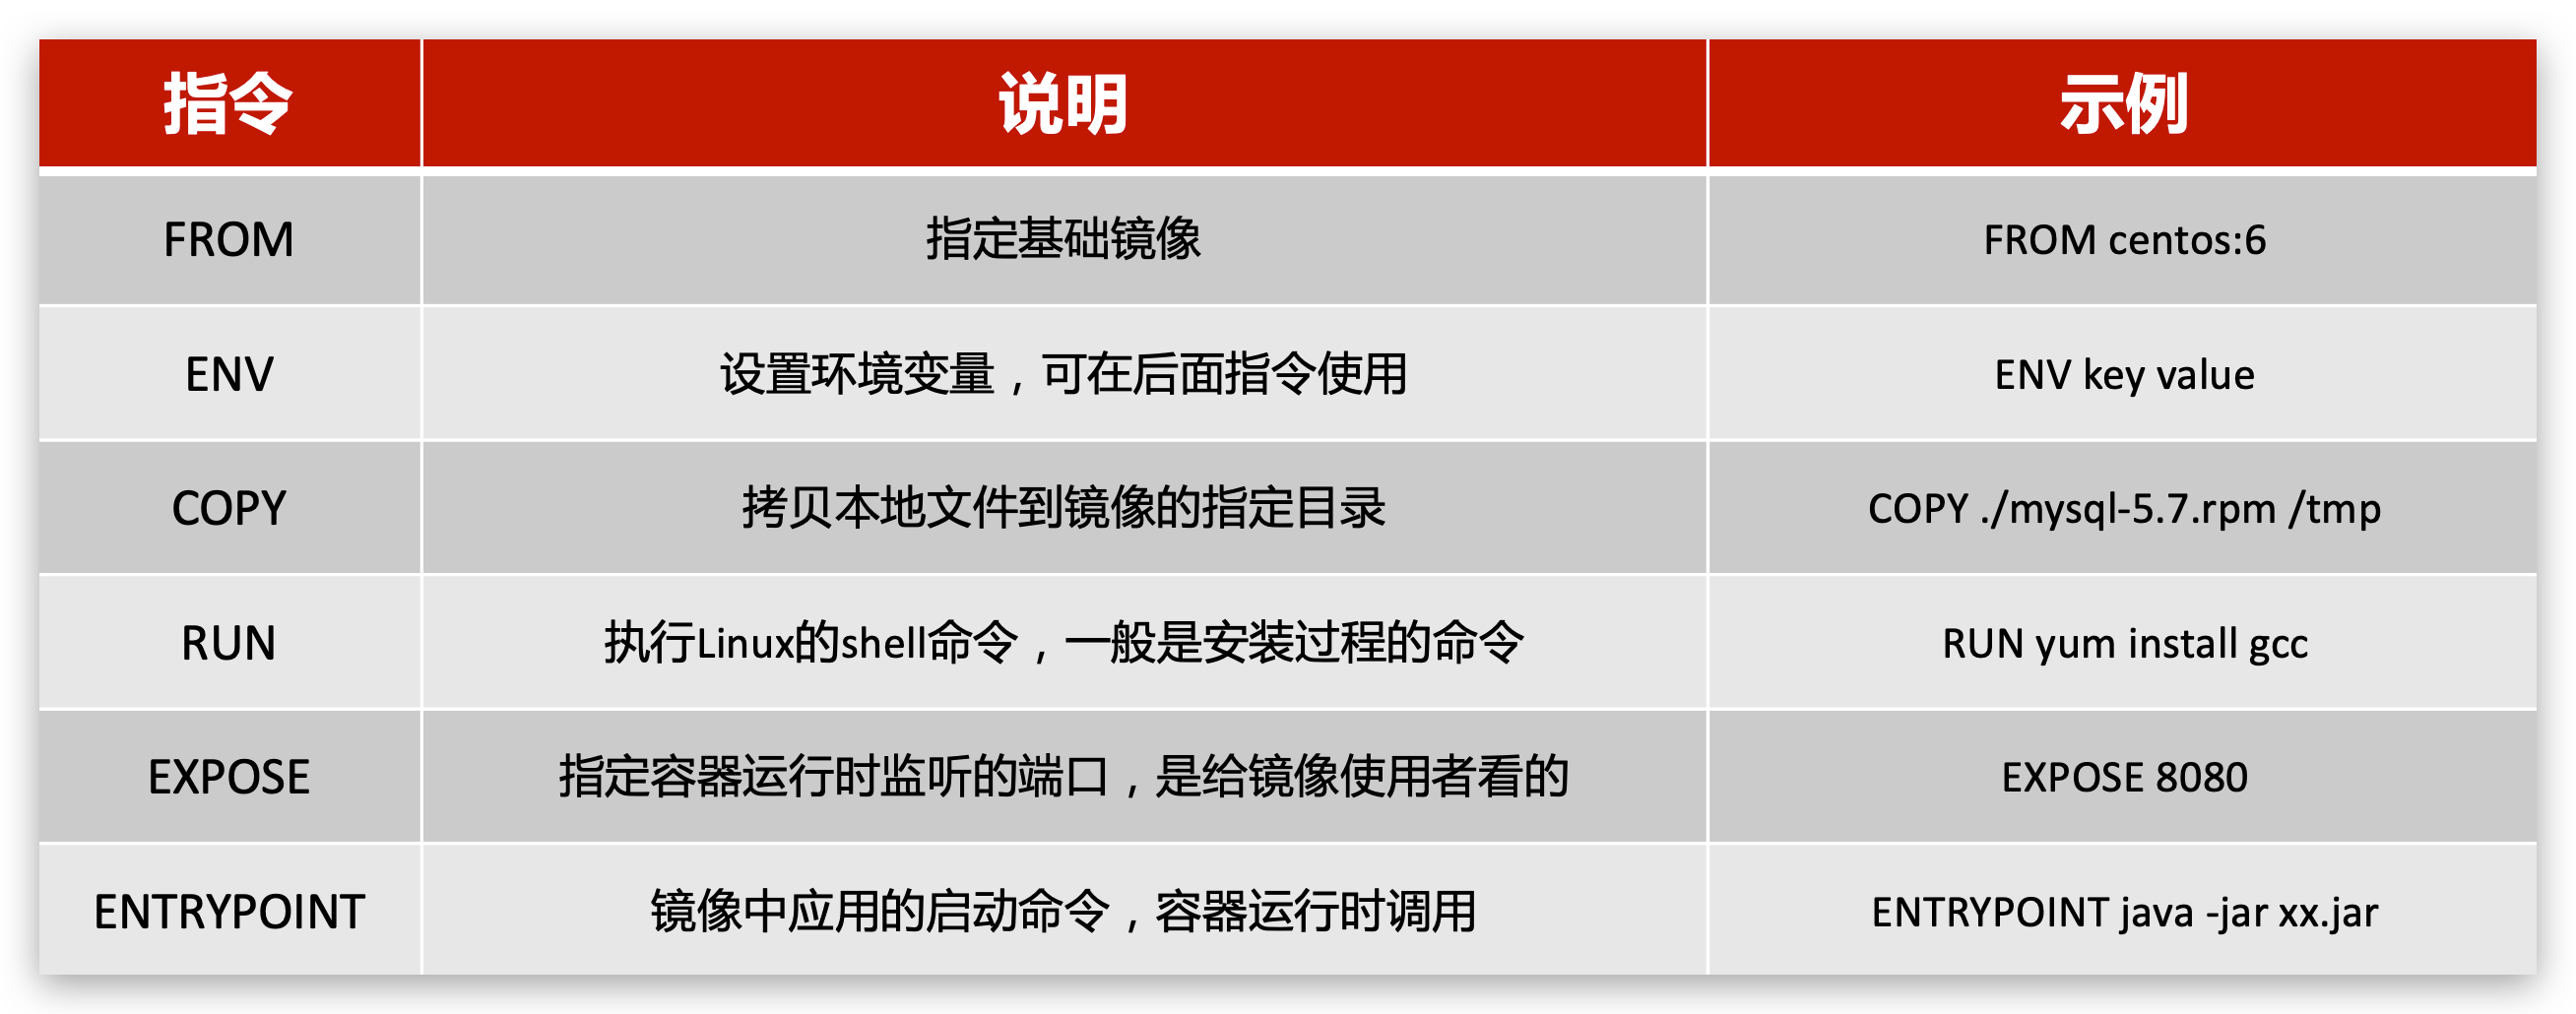 指令 说明 示例
FROM 指定基础镜像 FROM centos:6
ENV 设置环境变量，可在后面指令使用 ENV key value
COPY 拷贝本地文件到镜像的指定目录 COPY ./mysql-5.7.rpm /tmp
RUN 执行Linux的shell命令，一般是安装过程的命令 RUN yum install gcc
EXPOSE 指定容器运行时监听的端口，是给镜像使用者看的 EXPOSE 8080
ENTRYPOINT 镜像中应用的启动命令，容器运行时调用 ENTRYPOINT java -jar xx.jar